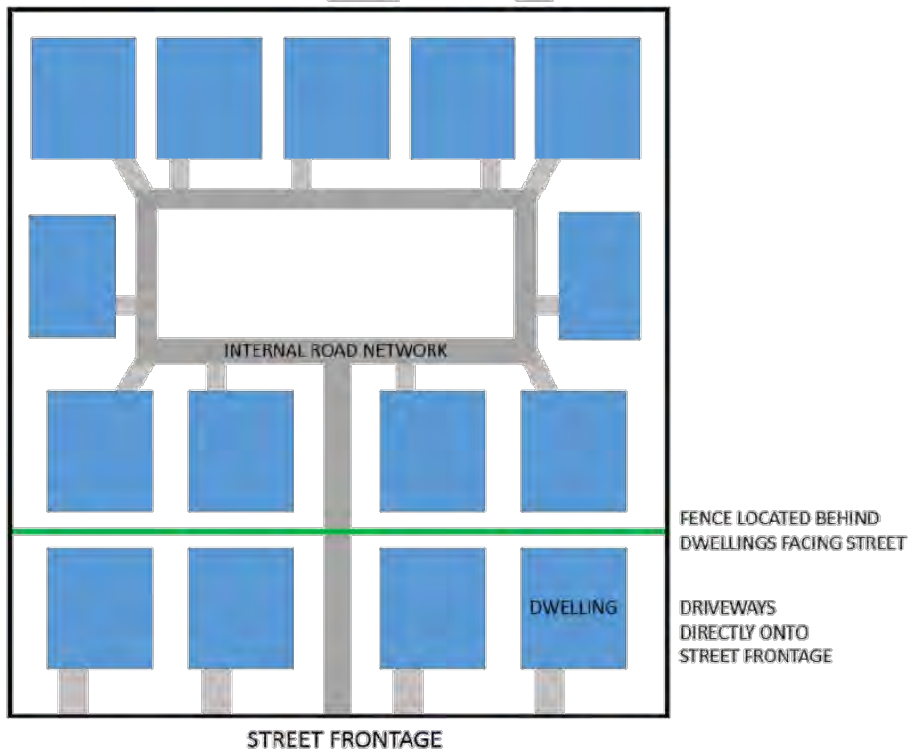 INTERNAL ROAD NETWORK
FENCE LOCATED BEHIND
DWELLINGS FACING STREET
DWELLING
DRIVEWAYS
DIRECTLY ONTO
STREET FRONTAGE
STREET FRONTAGE